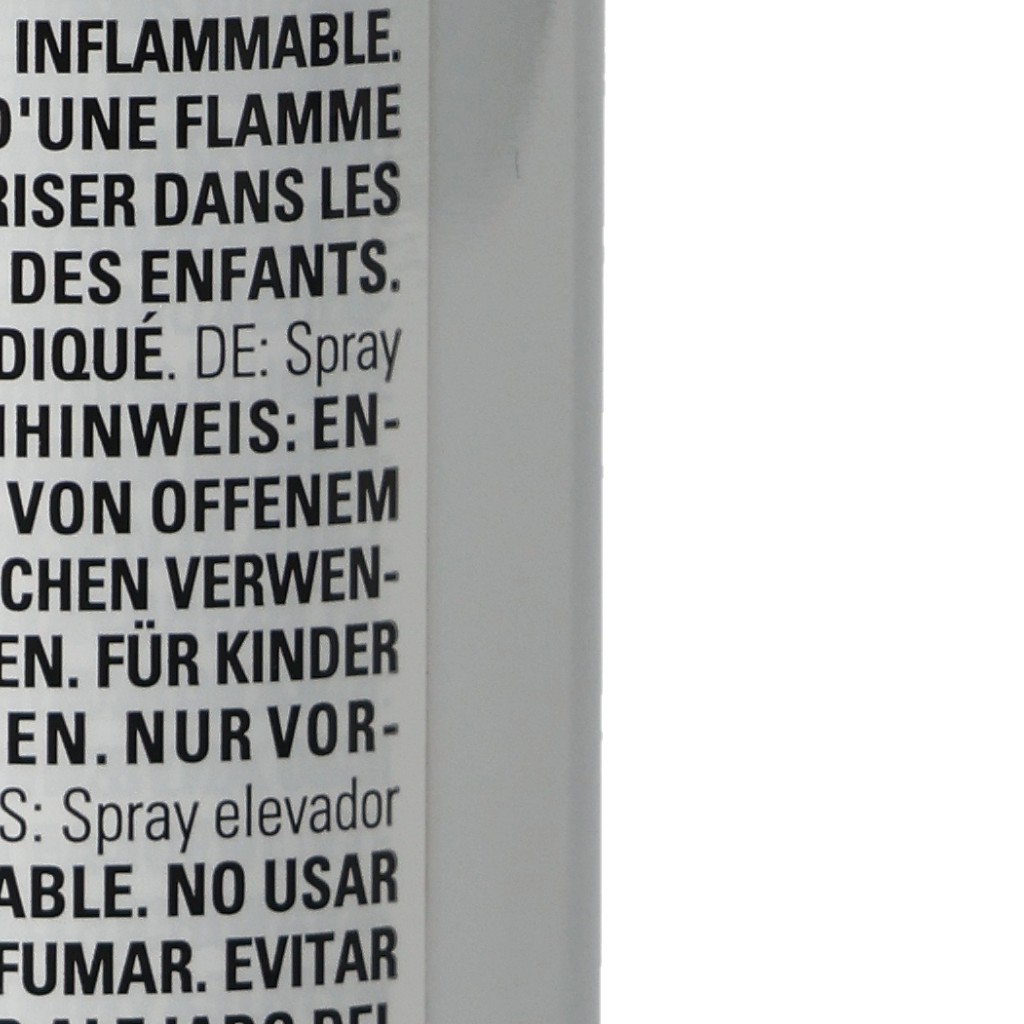 INFLAMMABLE.
D'UNE FLAMME
RISER DANS LES
DES ENFANTS.
DIQUÉ. DE: Spray
HINWEIS: EN-
VON OFFENEM
CHEN VERWEN-
EN. FÜR KINDER
EN. NUR VOR-
S: Spray elevador
ABLE. NO USAR
FUMAR. EVITAR